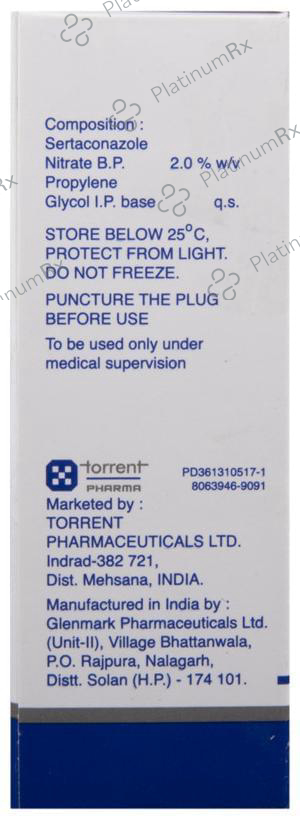 PlatinumRx
PlatinumRx
Composition :
Sertaconazole
Nitrate B.P. 2.0 % w/v
Propylene
Glycol I.P. base q.s.
STORE BELOW 25°C,
PROTECT FROM LIGHT.
DO NOT FREEZE.
PUNCTURE THE PLUG
BEFORE USE
To be used only under
medical supervision
torrent
PHARMA
PD361310517-1
8063946-9091
Marketed by :
TORRENT
PHARMACEUTICALS LTD.
Indrad-382 721,
Dist. Mehsana, INDIA.
Manufactured in India by :
Glenmark Pharmaceuticals Ltd.
(Unit-II), Village Bhattanwala,
P.O. Rajpura, Nalagarh,
Distt. Solan (H.P.) - 174 101.